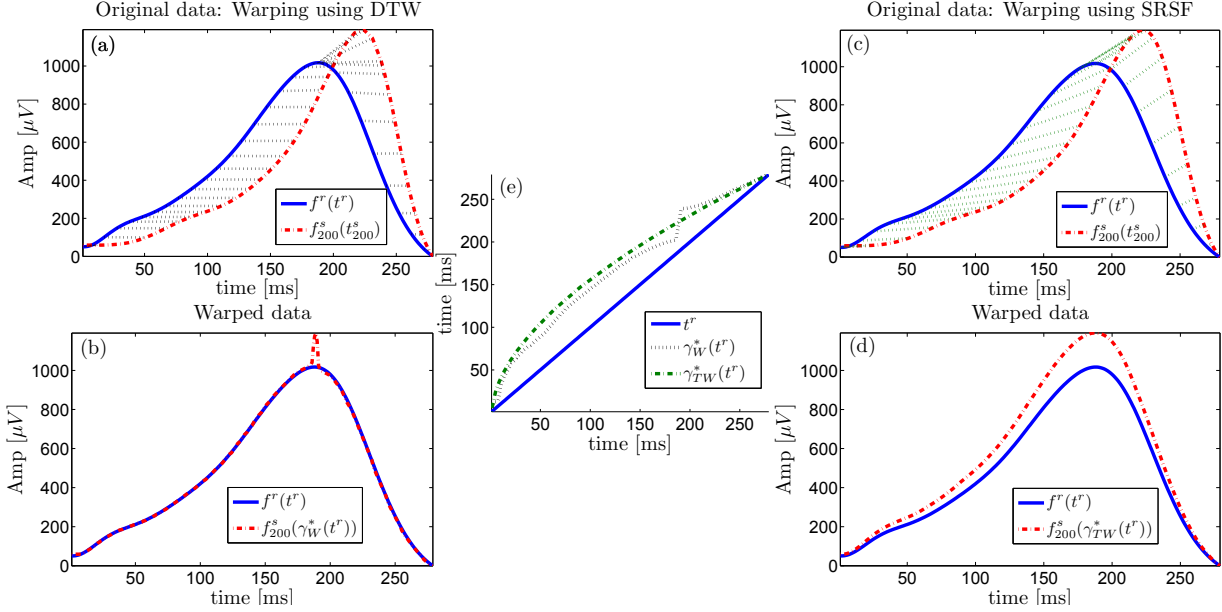 Original data: Warping using DTW
(a)
Amp [μV]
1000
800
600
400
200
0
50 100 150 200 250
time [ms]
f^r(t^r)
f^s_200(t^s_200)
Warped data
(b)
Amp [μV]
1000
800
600
400
200
0
50 100 150 200 250
time [ms]
f^r(t^r)
f^s_200(γ*_W(t^r))
(e)
time [ms]
250
200
150
100
50
50 100 150 200 250
time [ms]
t^r
γ*_W(t^r)
γ*_TW(t^r)
Original data: Warping using SRSF
(c)
Amp [μV]
1000
800
600
400
200
0
50 100 150 200 250
time [ms]
f^r(t^r)
f^s_200(t^s_200)
Warped data
(d)
Amp [μV]
1000
800
600
400
200
0
50 100 150 200 250
time [ms]
f^r(t^r)
f^s_200(γ*_TW(t^r))